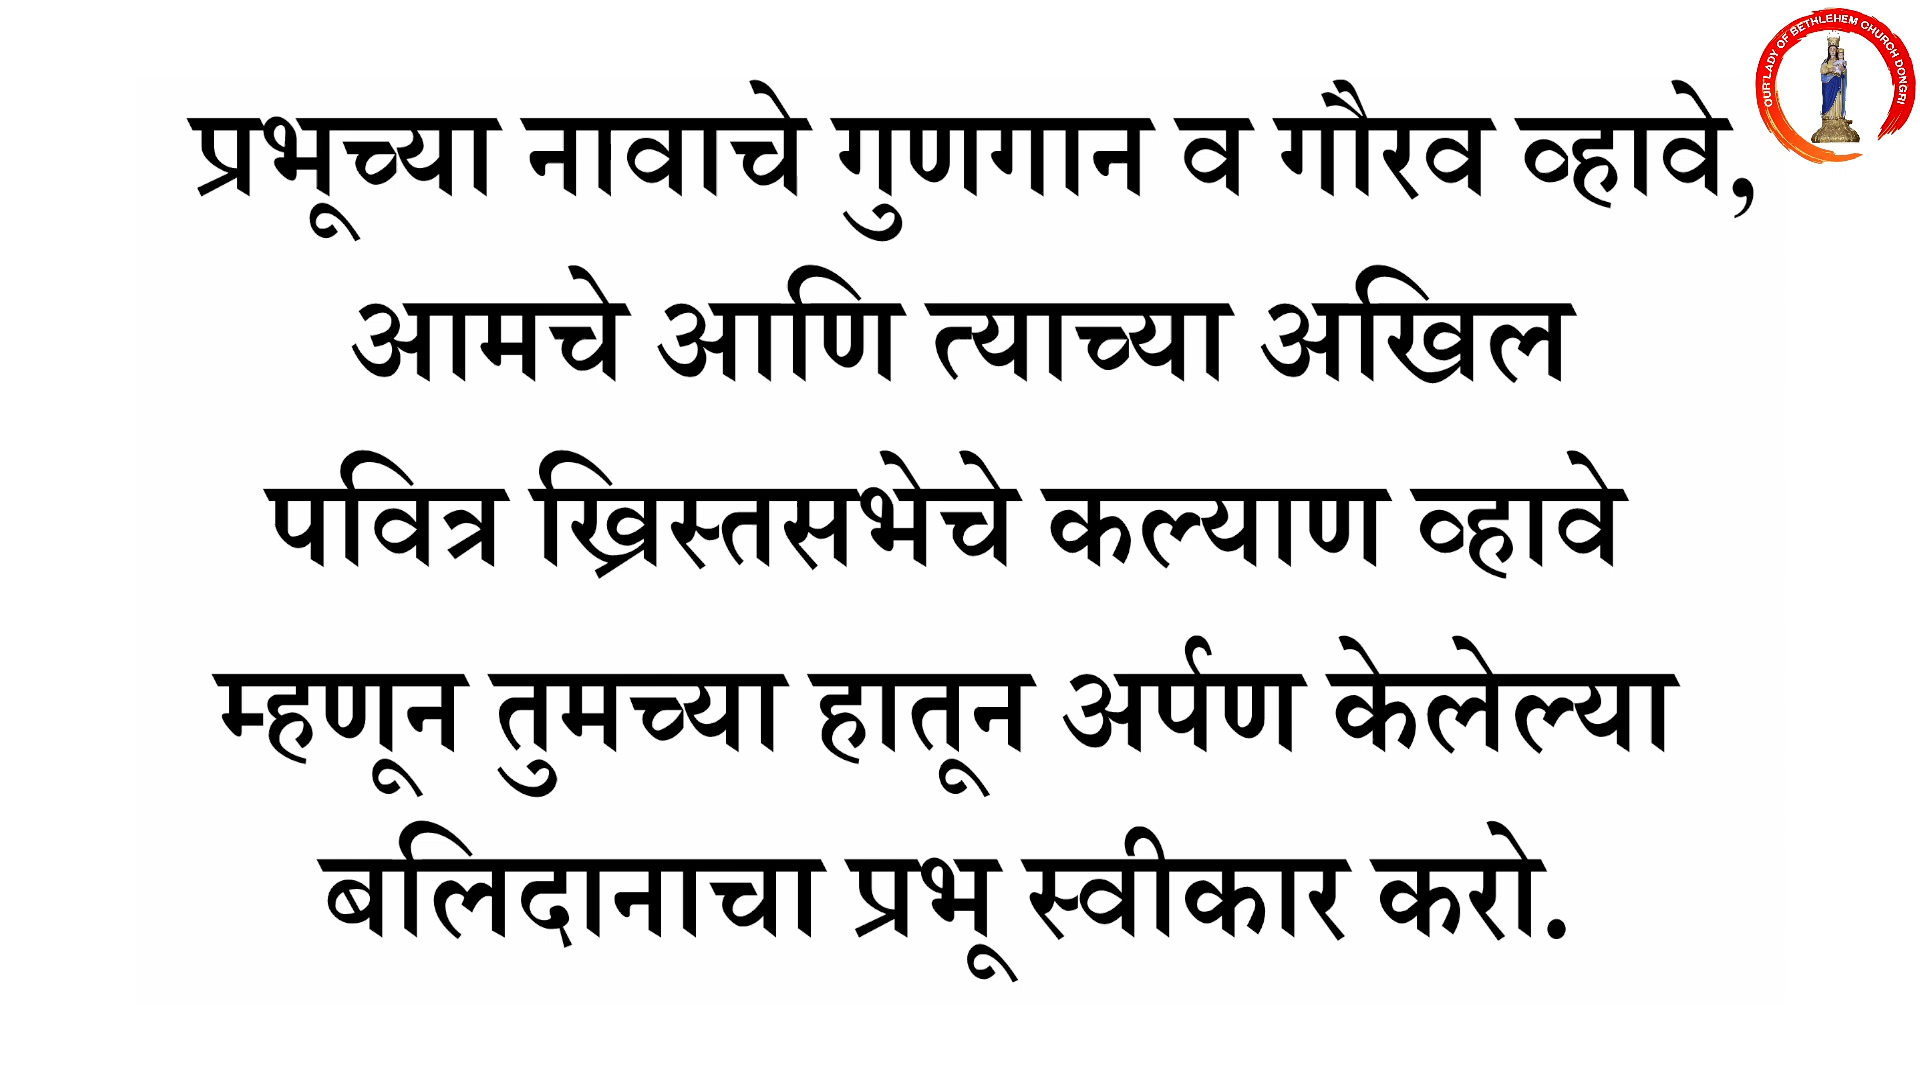 OUR LADY OF BETHLEHEM CHURCH DONGRI
प्रभूच्या नावाचे गुणगान व गौरव व्हावे,
आमचे आणि त्याच्या अखिल
पवित्र ख्रिस्तसभेचे कल्याण व्हावे
म्हणून तुमच्या हातून अर्पण केलेल्या
बलिदानाचा प्रभू स्वीकार करो.